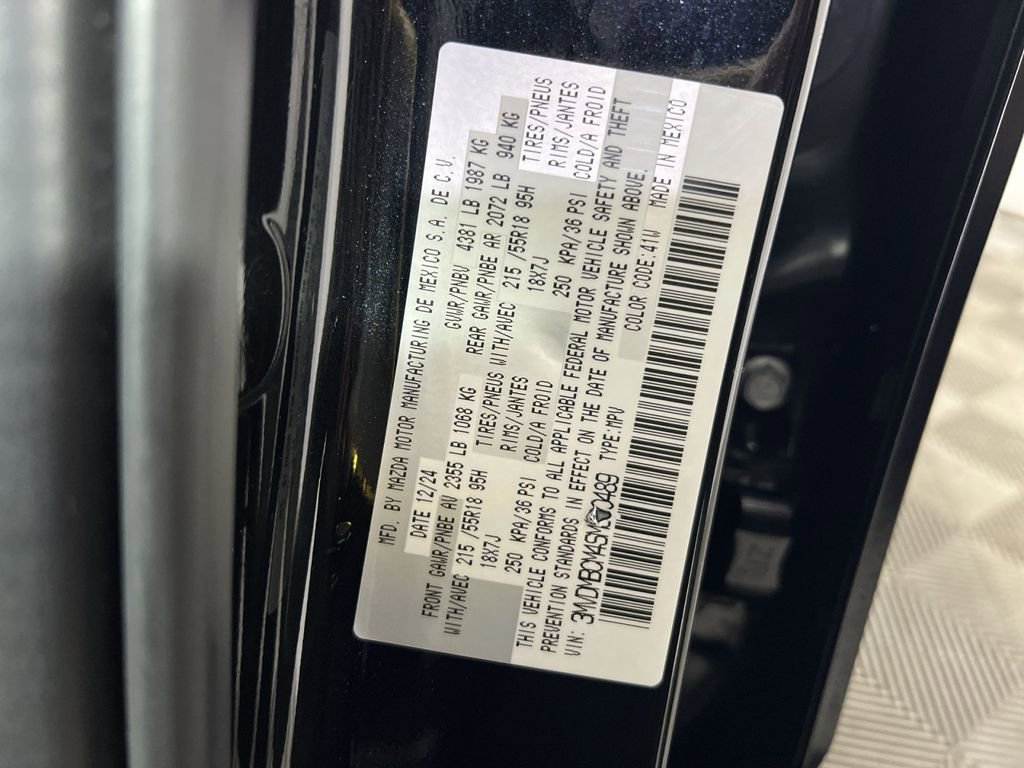 MFD. BY MAZDA MOTOR MANUFACTURING DE MEXICO S.A. DE C.V.
DATE 12/24 GVWR/PNBV 4381 LB 1987 KG
FRONT GAWR/PNBE AV 2355 LB 1068 KG REAR GAWR/PNBE AR 2072 LB 940 KG
WITH/AVEC 215 /55R18 95H TIRES/PNEUS WITH/AVEC 215 /55R18 95H TIRES/PNEUS
18X7J RIMS/JANTES 18X7J RIMS/JANTES
250 KPA/36 PSI COLD/A FROID 250 KPA/36 PSI COLD/A FROID
THIS VEHICLE CONFORMS TO ALL APPLICABLE FEDERAL MOTOR VEHICLE SAFETY AND THEFT
PREVENTION STANDARDS IN EFFECT ON THE DATE OF MANUFACTURE SHOWN ABOVE.
VIN: TYPE:MPV COLOR CODE:41W MADE IN MEXICO